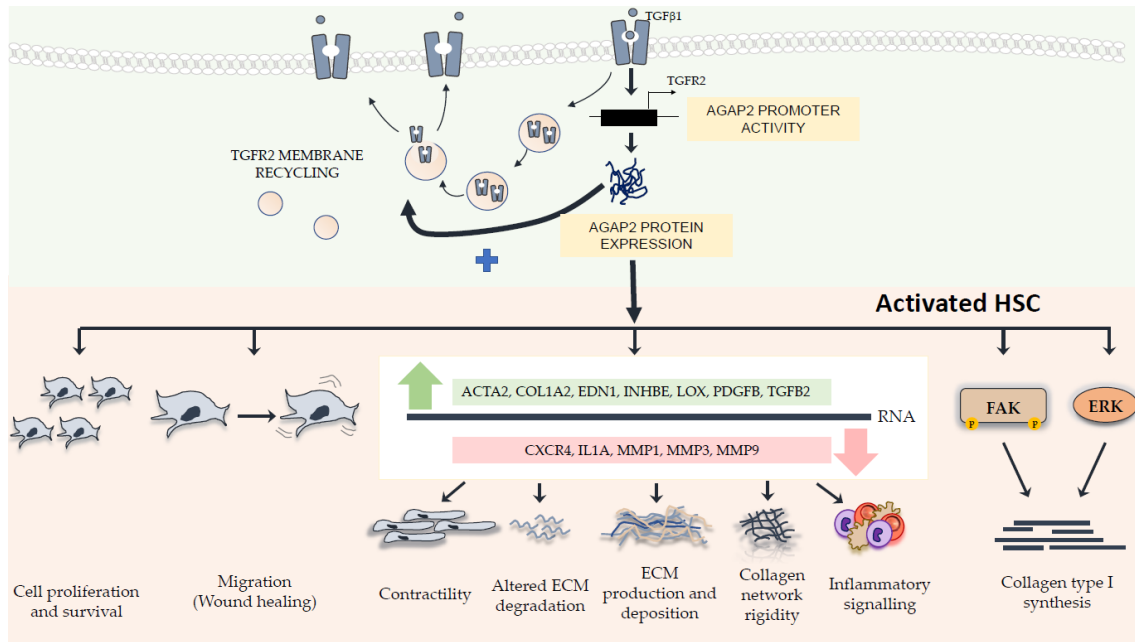 TGFβ1
TGFR2
AGAP2 PROMOTER
ACTIVITY
TGFR2 MEMBRANE
RECYCLING
AGAP2 PROTEIN
EXPRESSION
Activated HSC
ACTA2, COL1A2, EDN1, INHBE, LOX, PDGFB, TGFB2
RNA
CXCR4, IL1A, MMP1, MMP3, MMP9
FAK
P
P
ERK
Cell proliferation
and survival
Migration
(Wound healing)
Contractility
Altered ECM
degradation
ECM
production and
deposition
Collagen
network
rigidity
Inflammatory
signalling
Collagen type I
synthesis